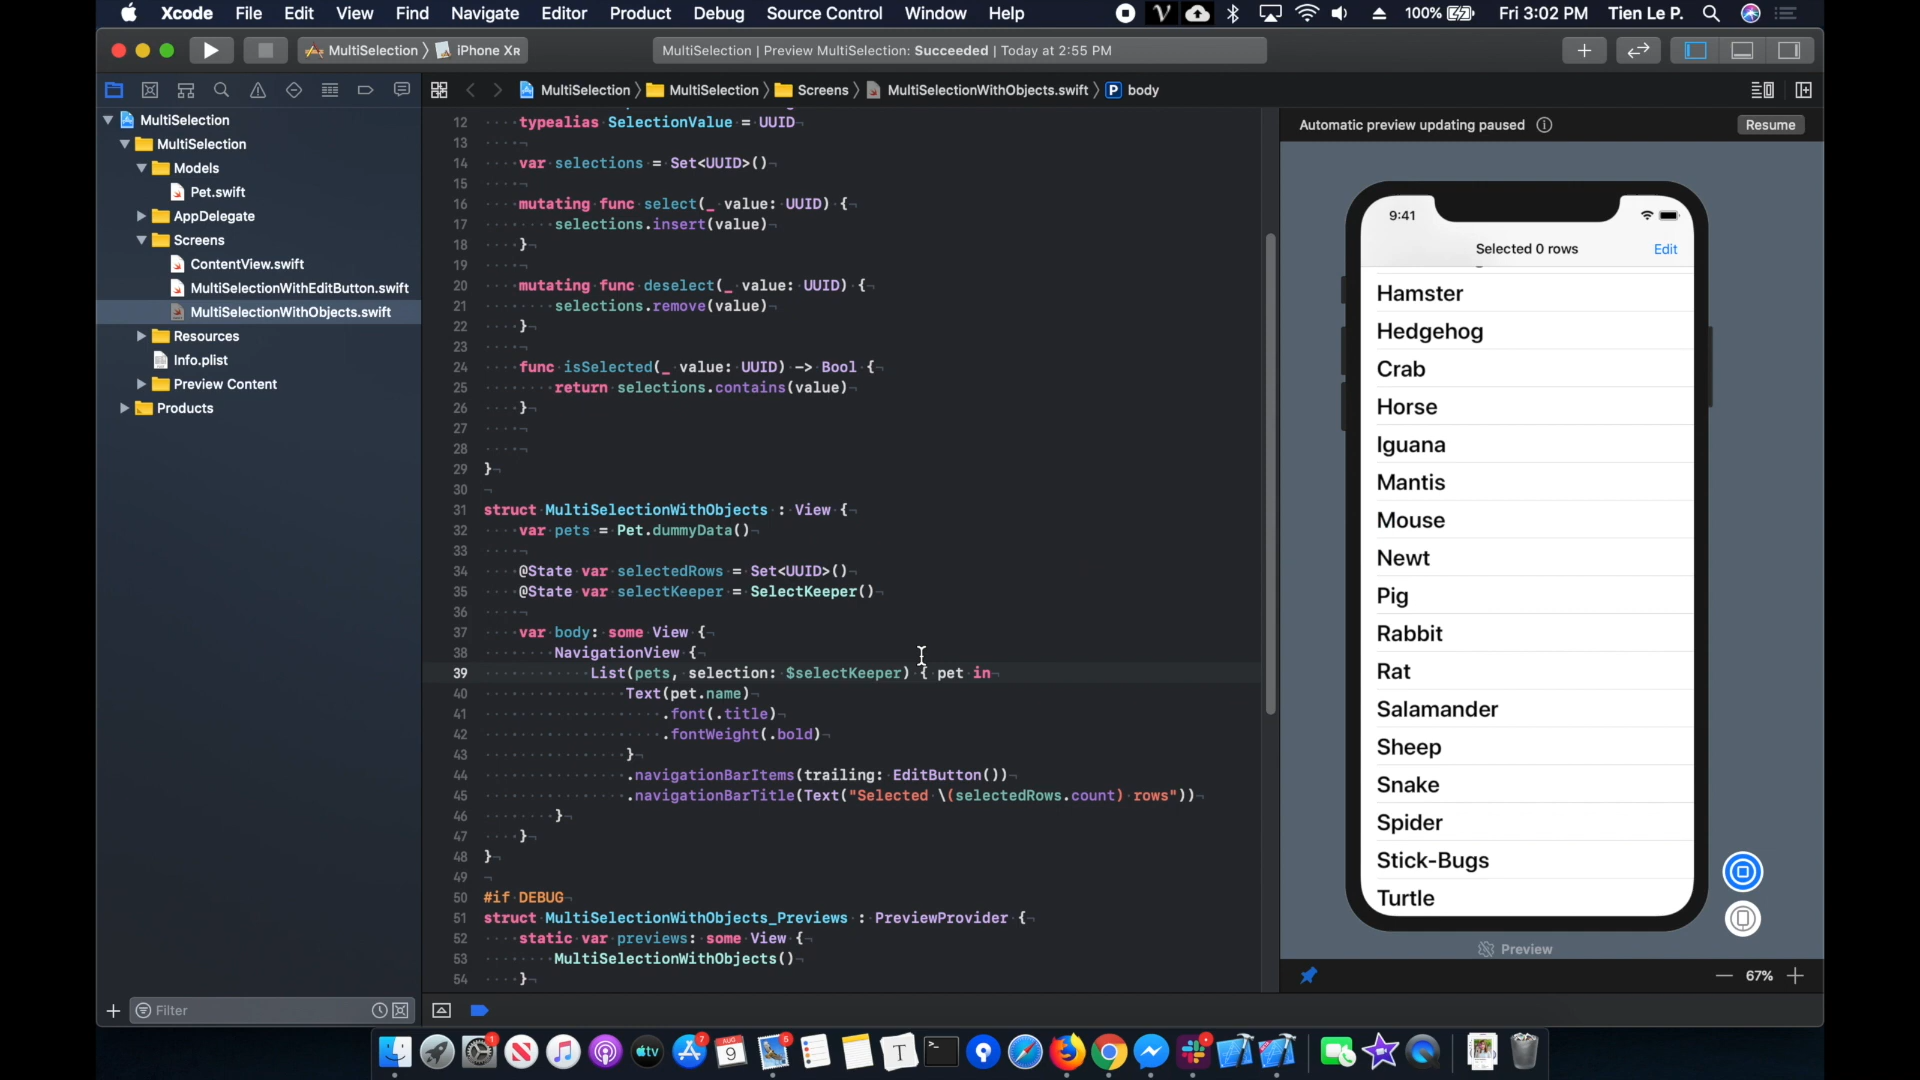 Xcode File Edit View Find Navigate Editor Product Debug Source Control Window Help 100% Fri 3:02 PM Tien Le P.
MultiSelection iPhone XR
MultiSelection | Preview MultiSelection: Succeeded | Today at 2:55 PM
MultiSelection MultiSelection Screens MultiSelectionWithObjects.swift P body
MultiSelection
MultiSelection
Models
Pet.swift
AppDelegate
Screens
ContentView.swift
MultiSelectionWithEditButton.swift
MultiSelectionWithObjects.swift
Resources
Info.plist
Preview Content
Products
Filter
12 typealias SelectionValue = UUID
13
14 var selections = Set<UUID>()
15
16 mutating func select(_ value: UUID) {
17 selections.insert(value)
18 }
19
20 mutating func deselect(_ value: UUID) {
21 selections.remove(value)
22 }
23
24 func isSelected(_ value: UUID) -> Bool {
25 return selections.contains(value)
26 }
27
28
29 }
30
31 struct MultiSelectionWithObjects : View {
32 var pets = Pet.dummyData()
33
34 @State var selectedRows = Set<UUID>()
35 @State var selectKeeper = SelectKeeper()
36
37 var body: some View {
38 NavigationView {
39 List(pets, selection: $selectKeeper) { pet in
40 Text(pet.name)
41 .font(.title)
42 .fontWeight(.bold)
43 }
44 .navigationBarItems(trailing: EditButton())
45 .navigationBarTitle(Text("Selected \(selectedRows.count) rows"))
46 }
47 }
48 }
49
50 #if DEBUG
51 struct MultiSelectionWithObjects_Previews : PreviewProvider {
52 static var previews: some View {
53 MultiSelectionWithObjects()
54 }
Automatic preview updating paused Resume
9:41
Selected 0 rows Edit
Hamster
Hedgehog
Crab
Horse
Iguana
Mantis
Mouse
Newt
Pig
Rabbit
Rat
Salamander
Sheep
Snake
Spider
Stick-Bugs
Turtle
Preview
67%
1 tv 7 AUG 9 5 T